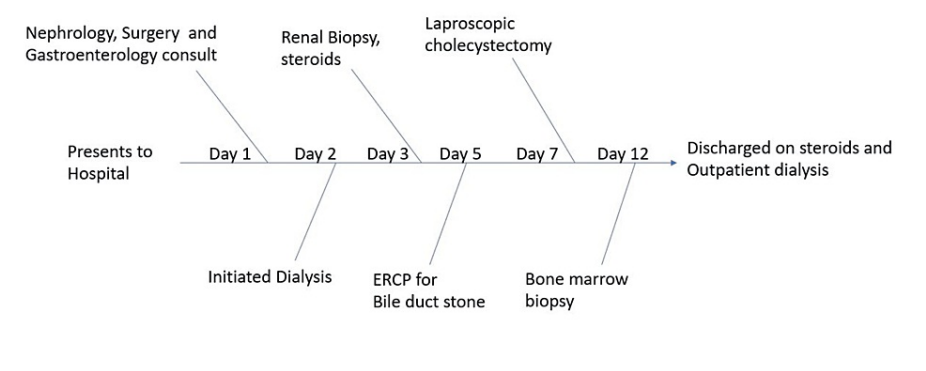 Nephrology, Surgery and
Gastroenterology consult
Renal Biopsy,
steroids
Laproscopic
cholecystectomy
Presents to
Hospital
Day 1
Day 2
Day 3
Day 5
Day 7
Day 12
Discharged on steroids and
Outpatient dialysis
Initiated Dialysis
ERCP for
Bile duct stone
Bone marrow
biopsy